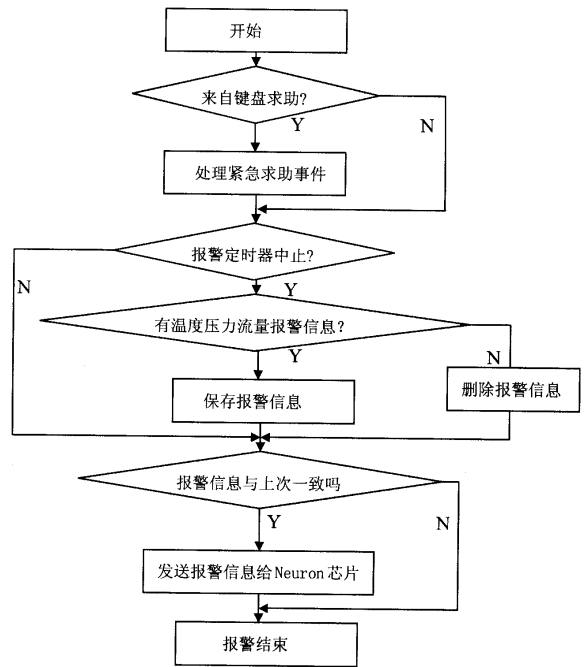 开始
来自键盘求助?
Y
N
处理紧急求助事件
报警定时器中止?
N
Y
有温度压力流量报警信息?
Y
N
保存报警信息
删除报警信息
报警信息与上次一致吗
Y
N
发送报警信息给Neuron芯片
报警结束